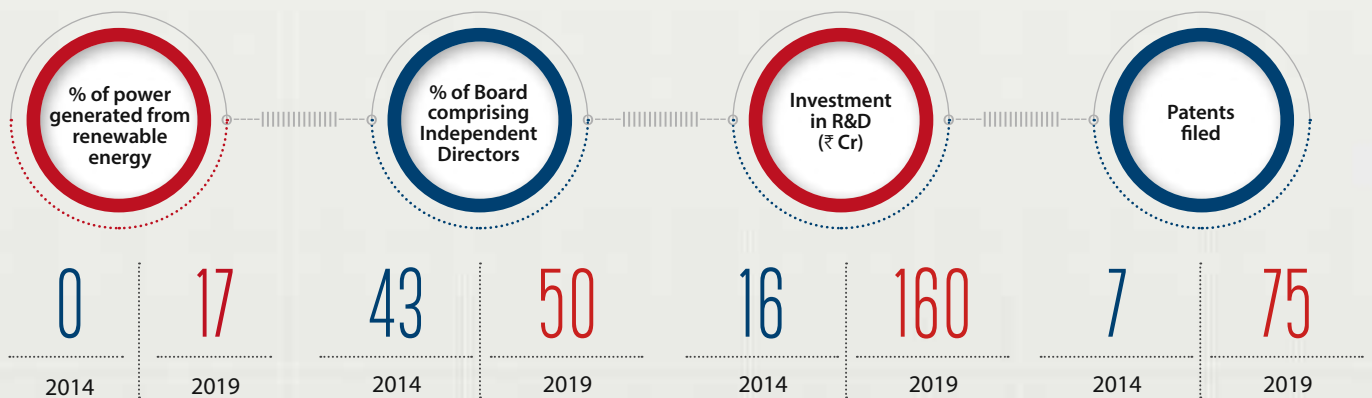 % of power
generated from
renewable
energy
% of Board
comprising
Independent
Directors
Investment
in R&D
(₹ Cr)
Patents
filed
0
17
43
50
16
160
7
75
2014
2019
2014
2019
2014
2019
2014
2019